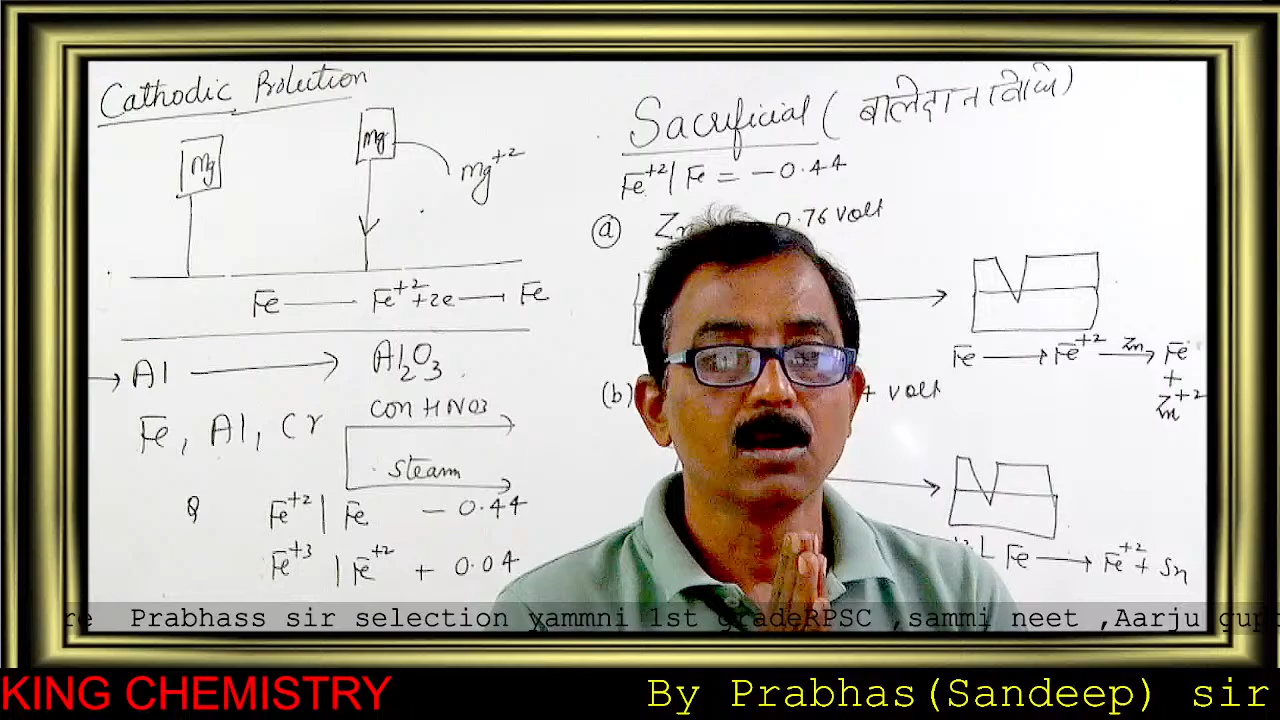 Cathodic Protection
Mg
Mg
Mg+2
Fe —— Fe+2 + 2e —— Fe
→ Al ⟶ Al2O3
Fe, Al, Cr
Con HNO3
Steam
Q
Fe+2 | Fe - 0.44
Fe+3 | Fe+2 + 0.04
Sacrificial (बलिदान विधि)
Fe+2 | Fe = -0.44
(a) Zn 0.76 volt
Fe ⟶ Fe+2 Zn⟶ Fe
+
Zn+2
(b) volt
Fe ⟶ Fe+2 + Sn
Prabhass sir selection yammni 1st gradeRPSC ,sammi neet ,Aarju
KING CHEMISTRY
By Prabhas(Sandeep) sir